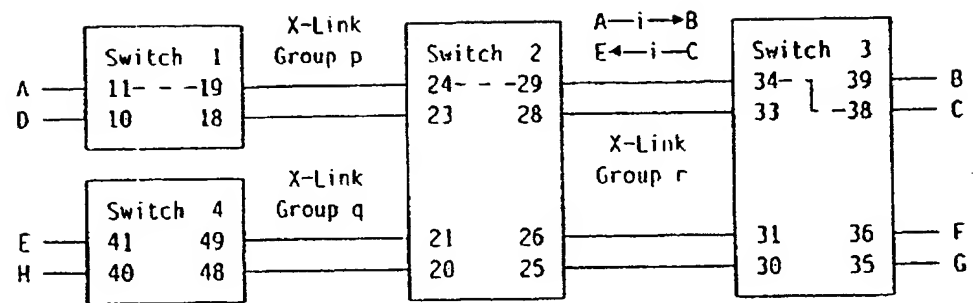 X-Link
Group p
A—i→B
E←i—C
Switch 1
Switch 2
Switch 3
A 11- - -19 24- - -29 34- 39 B
D 10 18 23 28 33 -38 C
X-Link
Group r
X-Link
Group q
Switch 4
E 41 49 21 26 31 36 F
H 40 48 20 25 30 35 G